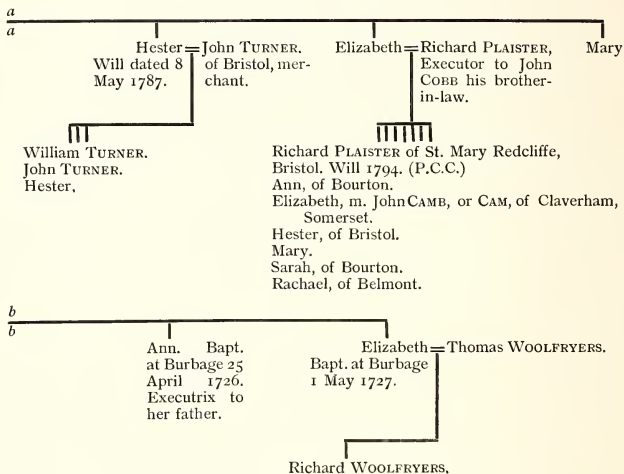 a
a
Hester = John TURNER.
Will dated 8 of Bristol, mer-
May 1787. chant.
Elizabeth = Richard PLAISTER,
Executor to John
COBB his brother-
in-law.
Mary
William TURNER.
John TURNER.
Hester,
Richard PLAISTER of St. Mary Redcliffe,
Bristol. Will 1794. (P.C.C.)
Ann, of Bourton.
Elizabeth, m. John CAMB, or CAM, of Claverham,
Somerset.
Hester, of Bristol.
Mary.
Sarah, of Bourton.
Rachael, of Belmont.
b
b
Ann. Bapt.
at Burbage 25
April 1726.
Executrix to
her father.
Elizabeth = Thomas WOOLFRYERS.
Bapt. at Burbage
1 May 1727.
Richard WOOLFRYERS,